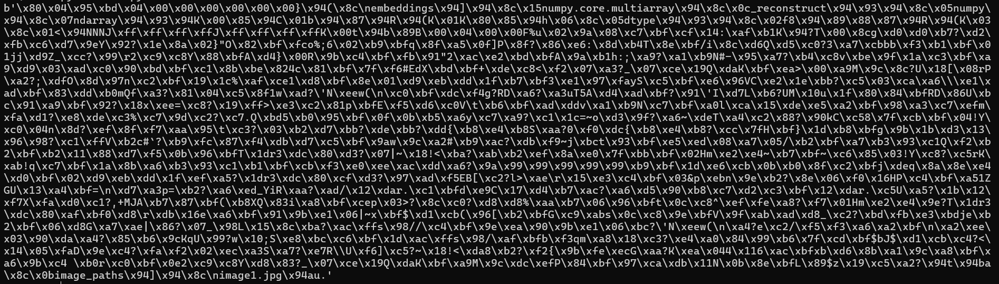 b'\x80\x04\x95\xbd\x04\x00\x00\x00\x00\x00\x00}\x94(\x8c\nembeddings\x94]\x94\x8c\x15numpy.core.multiarray\x94\x8c\x0c_reconstruct\x94\x93\x94\x8c\x05numpy\
x94\x8c\x07ndarray\x94\x93\x94K\x00\x85\x94C\x01b\x94\x87\x94R\x94(K\x01K\x80\x85\x94h\x06\x8c\x05dtype\x94\x93\x94\x8c\x02f8\x94\x89\x88\x87\x94R\x94(K\x03
\x8c\x01<\x94NNNJ\xff\xff\xff\xffJ\xff\xff\xff\xffK\x00t\x94b\x89B\x00\x04\x00\x00F%u\x02\x9a\x08\xc7\xbf\xcf\x14:\xaf\xb1K\x94?T\x00\x8cg\xd0\xd0\xb7?\xd2\
xfb\xc6\xd7\x9eY\x92?\x1e\x8a\x02}"O\x82\xbf\xfco%;6\x02\xb9\xbfq\x8f\xa5\x0f]P\x8f?\x86\xe6:\x8d\xb4T\x8e\xbf/i\x8c\xd6Q\xd5\xc0?3\xa7\xcbbb\xf3\xb1\xbf\x0
1jj\xd9Z_\xcc?\x99\r2\xc9\xc8Y\x88\xbfA\xd4}\x00R\x9b\xc4\xbf\xfb\x91"2\xac\xe2\xbd\xbfA\x9a\xb1h:;\xa9?\xa1\xb9N#-\x95\xa7?\xb4\xc8v\xbe\x9f\x1a\xc3\xbf\xa
9\xd9\x03\xad\xc0\x90\xbd\xbf\xc1\x8b\xbe\x824c\x81\xbf\x7f\xf6#EdX\xbd\xbf+\xde\xc8<\xf2\x07\xa3?_\x07\xce\x19Q\xdaK\xbf\xea>\x00\xa9M\x9c\x8c?U\x18[\x08rP
\xa2?;\xdfO\x8d\x97n\xc2\xbf\x19\x1c%\xaf\xce1\xd8\xbf\x8e\x01\xd9\xeb\xdd\x1f\xb7\xbf3\xe1\x97\xfayS\xc5\xbf\xe6\x96VC\xe2\x1e\xbb?\xc5\x03\xca\xa6\\\xe1\x
ad\xbf\x83\xdd\xb0mQf\xa3?\x81\x04\xc5\x8f1w\xad?\'N\xeew(\n\xc0\xbf\xdc\xf4g?RD\xa6?\xa3uT5A\xd4\xad\xbf?\x91\'I\xd7L\xb6?UM\x10u\x1f\x80\x84\xbfRD\x86U\xb
c\x91\xa9\xbf\x92?\x18x\xee=\xc8?\x19\xff>\xe3\xc2\x81p\xbfE\xf5\xd6\xc0V\t\xb6\xbf\xad\xddv\xa1\xb9N\xc7\xbf\xa0l\xca\x15\xde\xe5\xa2\xbf\x98\xa3\xc7\xefm\
xfa\xd1?\xe8\xde\xc3%\xc7\x9d\xc2?\xc7.Q\xbd5\xb0\x95\xbf\x0f\x0b\xb5\xa6y\xc7\xa9?\xc1\x1c=~o\xd3\x9f?\xa6~\xdeT\xa4\xc2\x88?\x90kC\xc58\x7f\xcb\xbf\x04!Y\
xc0\x04n\x8d?\xef\x8f\xf7\xaa\x95\t\xc3?\x03\xb2\xd7\xbb?\xde\xbb?\xdd{\xb8\xe4\xb8S\xaa?0\xf0\xdc{\xb8\xe4\xb8?\xcc\x7fH\xbf}\x1d\xb8\xbfg\x9b\x1b\xd3\x13\
x96\x98?\xc1\xffV\xb2c#`?\xb9\xfc\x87\xf4\xdb\xd7\xc5\xbf\x9aw\x9c\xa2#\xb9\xac?\xdb\xf9~j\xbct\x93\xbf\xe5\xed\x08\xa7\x05/\xb2\xbf\xa7\xb3\x93\xc1Q\xf2\xb
2\xbf\xb2\x11\x88\xd7\xf5\x0b\x96\xbfT\x1dr3\xdc\x80\xd3?\x07|~\x18!<\xba?\xab\xb2\xef\x8a\xe0\x7f\xbb\xbf\x02Hm\xe2\xe4~\xb7\xbf~\xc6\x85\x03!Y\xc8?\xc5rK\
xab!q\xc7\xbf\x1a\x8b\xa6\xb3\x93\xc1\xb1\xbf\xcb\xf3\xe0\xee\xac\xdd\xa6?\x9a\x99\x99\x99\x99\x99\xb9\xbf\x1d\xe6\xcb\x0b\xb0\x8f\xc2\xbfj\xdeq\x8a\x8e\xe4
\xd0\xbf\x02\xd9\xeb\xdd\x1f\xef\xa5?\x1dr3\xdc\x80\xcf\xd3?\x97\xad\xf5EB[\xc2?l>\xae\r\x15\xe3\xc4\xbf\x03&p\xebn\x9e\xb2?\x8e\x06\xf0\x16HP\xc4\xbf\xa51Z
GU\x13\xa4\xbf=\n\xd7\xa3p=\xb2?\xa6\xed_YiR\xaa?\xad/\x12\xdar.\xc1\xbfd\xe9C\x17\xd4\xb7\xac?\xa6\xd5\x90\xb8\xc7\xd2\xc3\xbf\x12\xdar.\xc5U\xa5?\x1b\x12\
xf7X\xfa\xd0\xc1?,+MJA\xb7\x87\xbf(\xb8XQ\x83i\xa8\xbf\xcep\x03>?\x8c\xc0?\xd8\xd8%\xaa\xb7\x06\x96\xbft\x0c\xc8^\xef\xfe\xa8?\xf7\x01Hm\xe2\xe4\x9e?T\x1dr3
\xdc\x80\xaf\xbf0\xd8\r\xdb\x16e\xa6\xbf\x91\x9b\xe1\x06|~x\xbf$\xd1\xcb(\x96[\xb2\xbfG\xc9\xabs\x0c\xc8\x9e\xbfV\x9f\xab\xad\xd8_\xc2?\xbd\xfb\xe3\xbdje\xb
2\xbf\x06\xd8G\xa7\xae|\x86?\x07_\x98L\x15\x8c\xba?\xac\xffs\x98//\xc4\xbf\x9e\xea\x90\x9b\xe1\x06\xbc?\'N\xeew(\n\xa4?e\xc2/\xf5\xf3\xa6\xa2\xbf\n\xa2\xee\
x03\x90\xda\xa4?\x85\xb6\x9cKqU\x99?w\x10;S\xe8\xbc\xc6\xbf\x1d\xac\xffs\x98/\xaf\xbfb\xf3qm\xa8\x18\xc3?\xe4\xa0\x84\x99\xb6\x7f\xcd\xbf$bJ$\xd1\xcb\xc4?<\
x14\x05\xfaD\x9e\xc4?\xfa\xf2\x02\xec\xa3S\xa7?\xe7R\\U\xf6]\xc5?~\x18!<\xda8\xb2?\xf2{\x9b\xfe\xecG\xaa?K\xea\x044\x116\xac\xbfxb\xd6\x8b\xa1\x9c\xa8\xbf\x
a6\x9b\xc4 \xb0r\xc0\xbf\x0e2\xc9\xc8Y\xd8\x83?_\x07\xce\x19Q\xdaK\xbf\xa9M\x9c\xdc\xefP\x84\xbf\x97\xca\xdb\x11N\x0b\x8e\xbfL\x89$z\x19\xc5\xa2?\x94t\x94ba
\x8c\x0bimage_paths\x94]\x94\x8c\nimage1.jpg\x94au.'